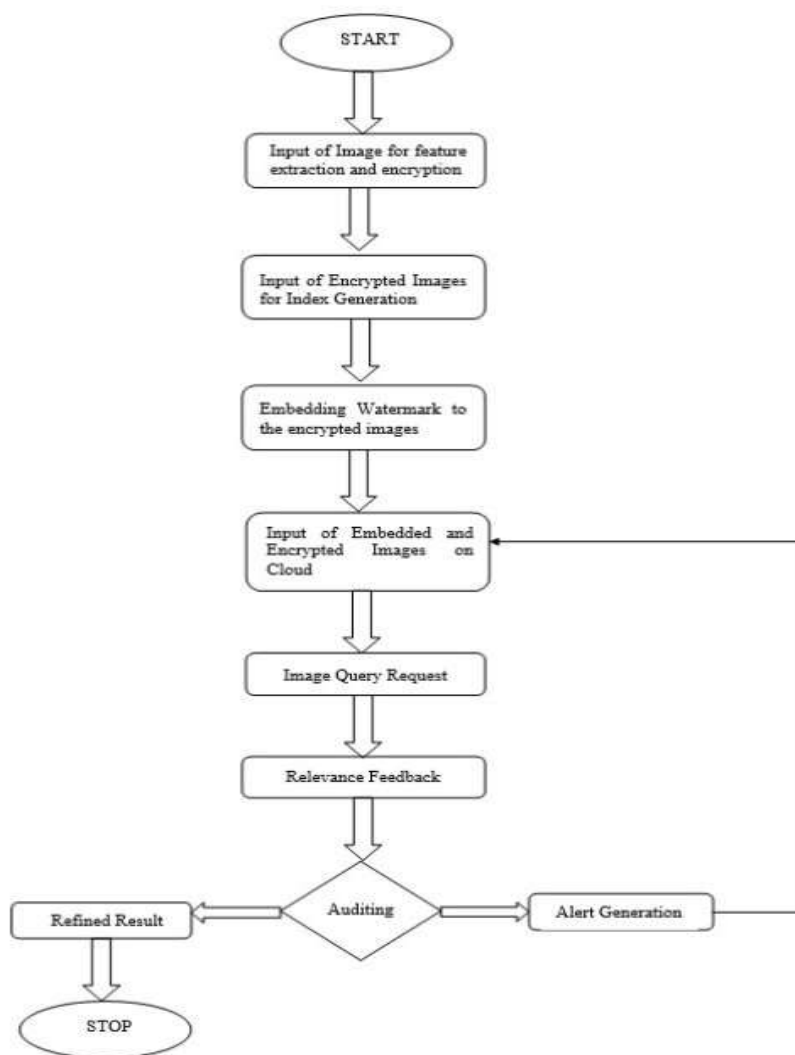 START
Input of Image for feature
extraction and encryption
Input of Encrypted Images
for Index Generation
Embedding Watermark to
the encrypted images
Input of Embedded and
Encrypted Images on
Cloud
Image Query Request
Relevance Feedback
Auditing
Refined Result
Alert Generation
STOP